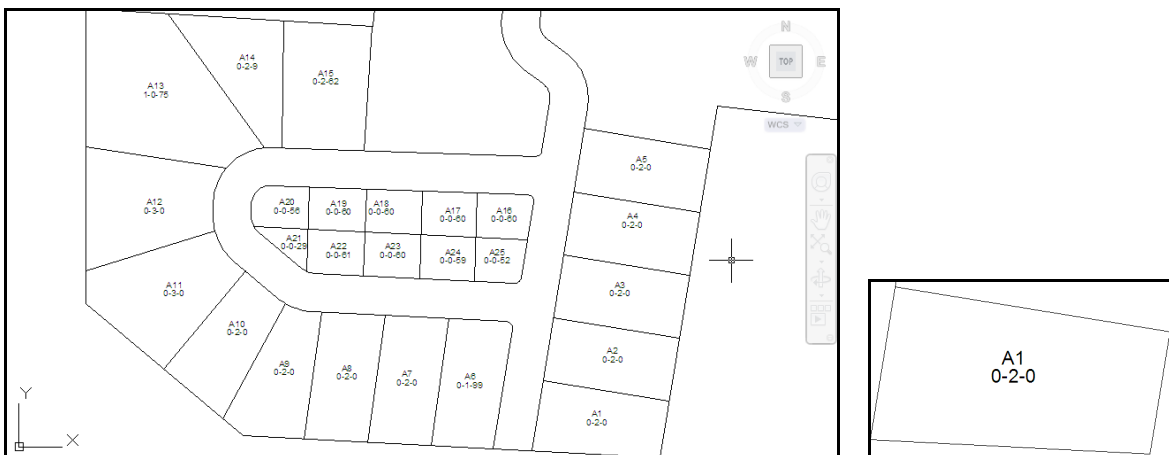 N
W
TOP
E
S
WCS
A14
0-2-9
A15
0-2-62
A13
1-0-75
A5
0-2-0
A20
0-0-56
A19
0-0-60
A18
0-0-60
A17
0-0-60
A16
0-0-60
A12
0-3-0
A4
0-2-0
A21
0-0-29
A22
0-0-61
A23
0-0-60
A24
0-0-59
A25
0-0-52
A11
0-3-0
A3
0-2-0
A10
0-2-0
A2
0-2-0
A9
0-2-0
A8
0-2-0
A7
0-2-0
A6
0-1-99
A1
0-2-0
Y
X
A1
0-2-0